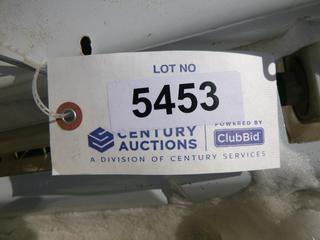 LOT NO
5453
CENTURY
AUCTIONS
POWERED BY
ClubBid
A DIVISION OF CENTURY SERVICES